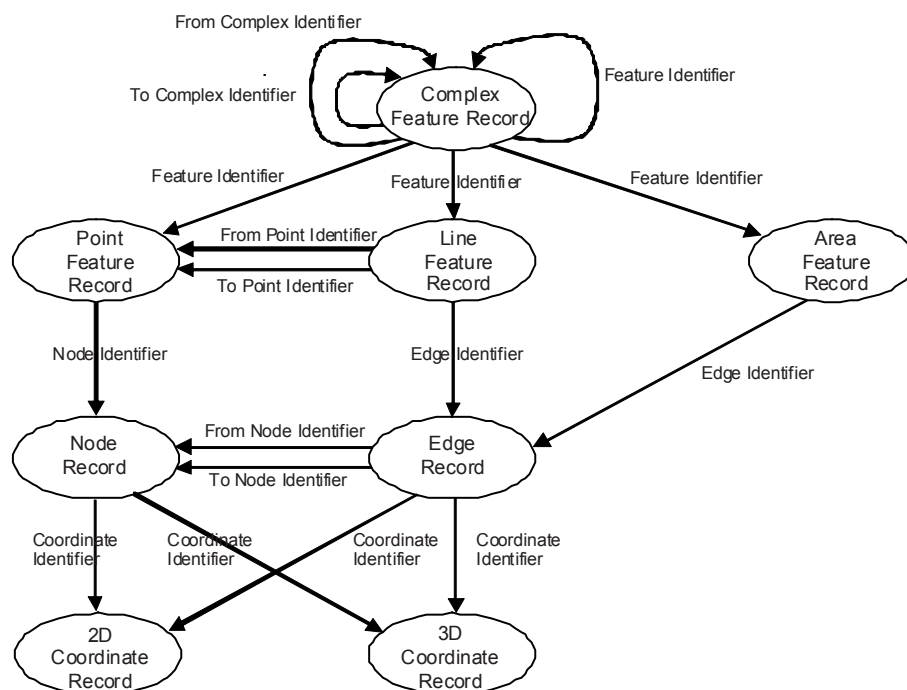 From Complex Identifier
To Complex Identifier
Feature Identifier
Complex
Feature Record
Feature Identifier
Feature Identifier
Feature Identifier
Point
Feature
Record
From Point Identifier
To Point Identifier
Line
Feature
Record
Area
Feature
Record
Node Identifier
Edge Identifier
Edge Identifier
Node
Record
From Node Identifier
To Node Identifier
Edge
Record
Coordinate
Identifier
Coordinate
Identifier
Coordinate
Identifier
Coordinate
Identifier
2D
Coordinate Record
3D
Coordinate Record